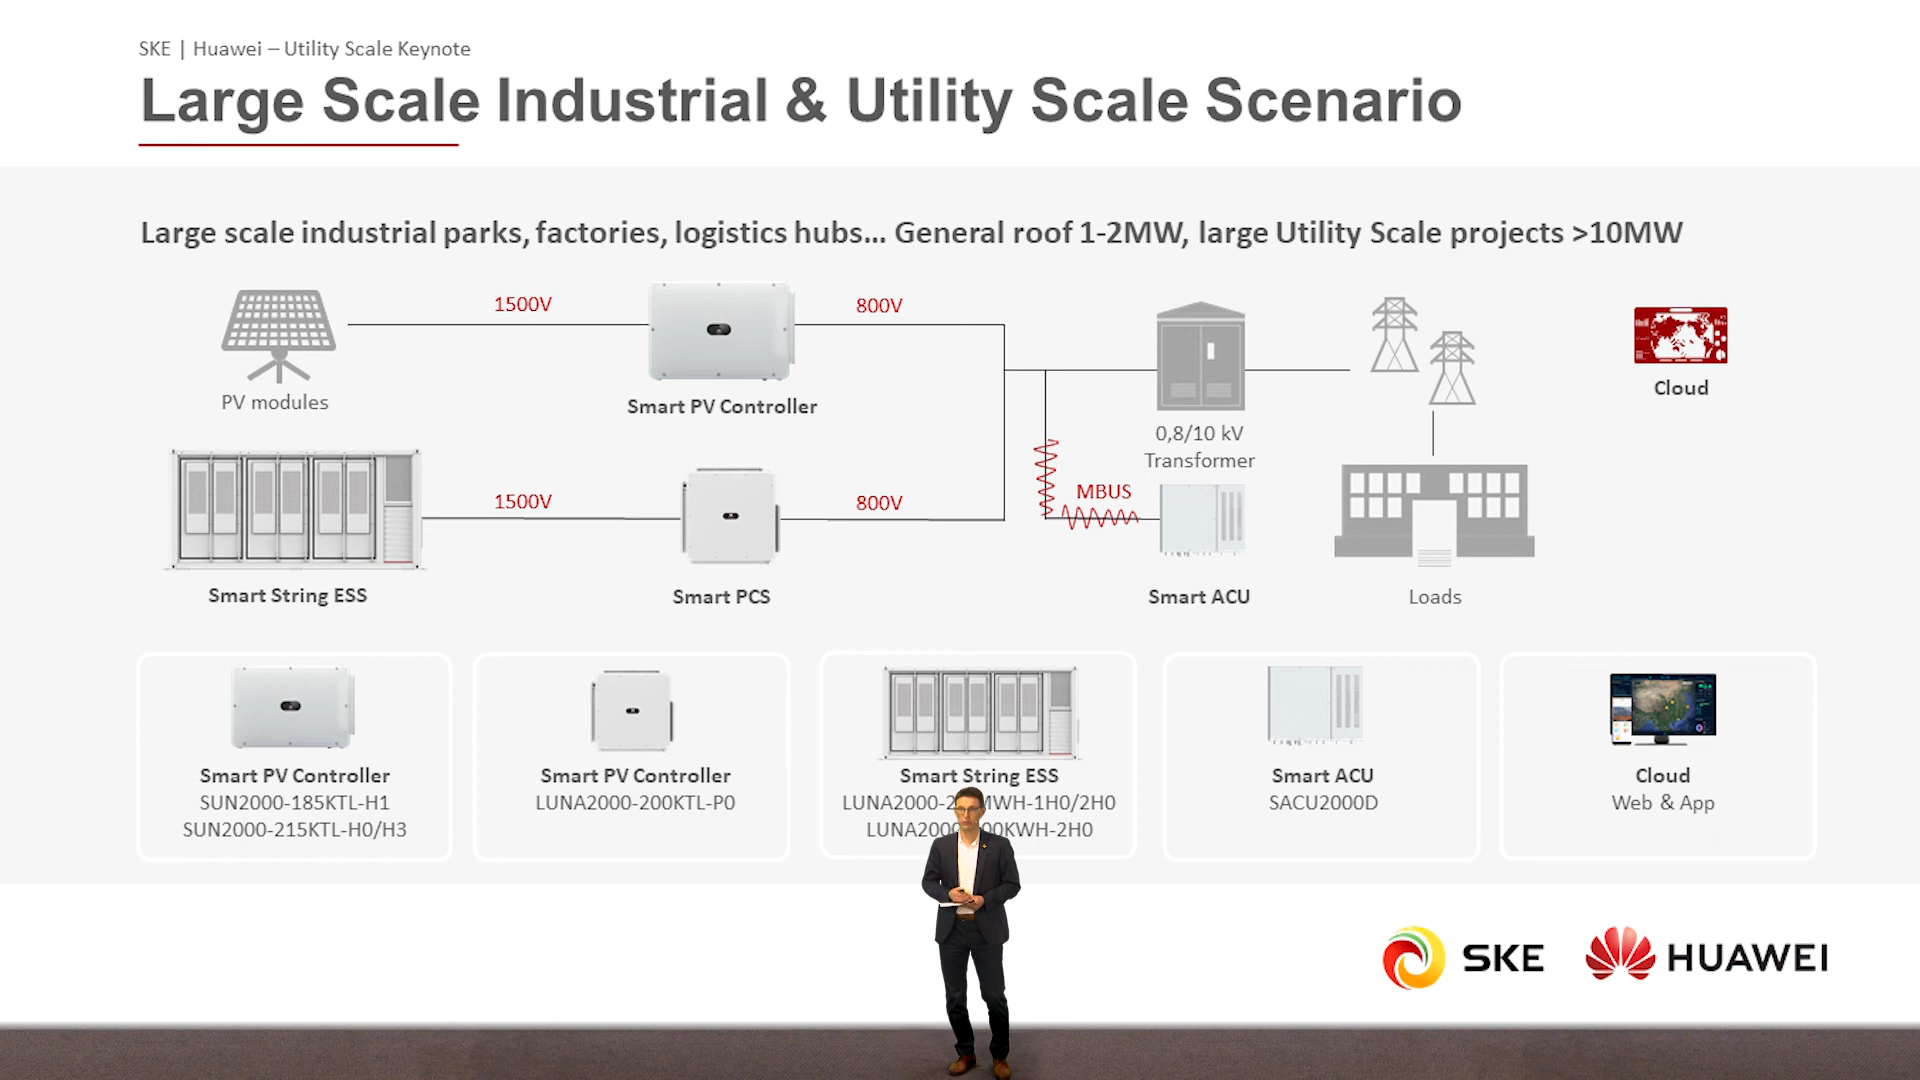 SKE | Huawei – Utility Scale Keynote
Large Scale Industrial & Utility Scale Scenario
Large scale industrial parks, factories, logistics hubs... General roof 1-2MW, large Utility Scale projects >10MW
1500V
800V
PV modules
Smart PV Controller
0,8/10 kV
Transformer
Cloud
1500V
800V
MBUS
Smart String ESS
Smart PCS
Smart ACU
Loads
Smart PV Controller
SUN2000-185KTL-H1
SUN2000-215KTL-H0/H3
Smart PV Controller
LUNA2000-200KTL-P0
Smart String ESS
MWH-1H0/2H0
00KWH-2H0
Smart ACU
SACU2000D
Cloud
Web & App
SKE
HUAWEI